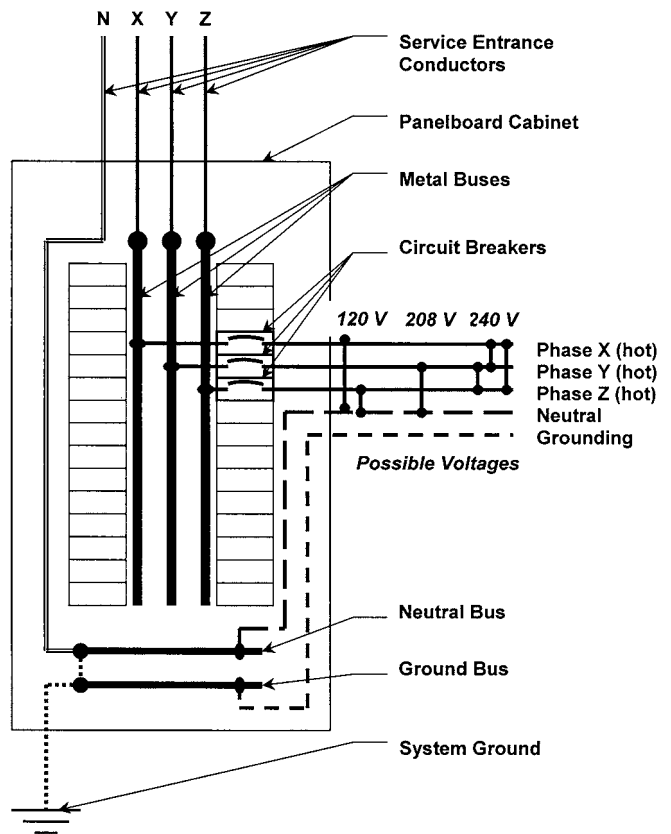 N X Y Z
Service Entrance
Conductors
Panelboard Cabinet
Metal Buses
Circuit Breakers
120 V 208 V 240 V
Phase X (hot)
Phase Y (hot)
Phase Z (hot)
Neutral
Grounding
Possible Voltages
Neutral Bus
Ground Bus
System Ground